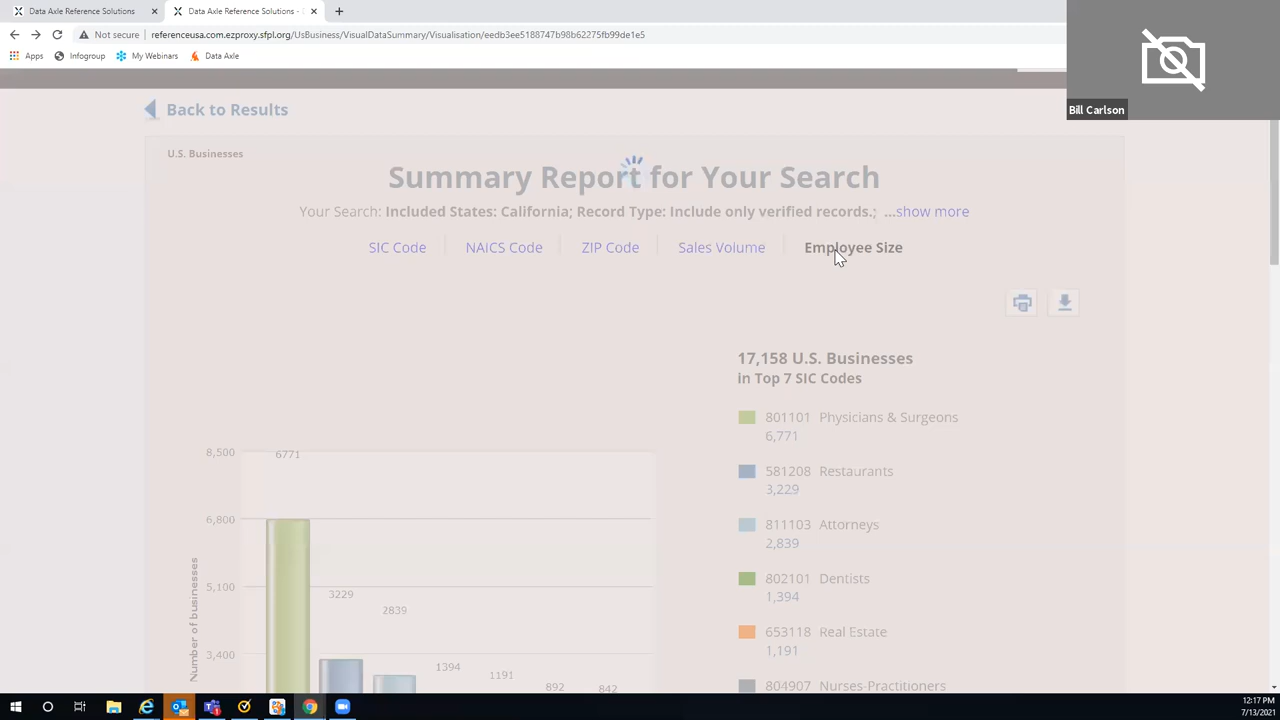 Data Axle Reference Solutions
Data Axle Reference Solutions -
Not secure
referenceusa.com.ezproxy.sfpl.org/UsBusiness/VisualDataSummary/Visualisation/eedb3ee5188747b98b62275fb99de1e5
Apps
Infogroup
My Webinars
Data Axle
Bill Carlson
Back to Results
U.S. Businesses
Summary Report for Your Search
Your Search: Included States: California; Record Type: Include only verified records.; ...show more
SIC Code
NAICS Code
ZIP Code
Sales Volume
Employee Size
17,158 U.S. Businesses
in Top 7 SIC Codes
801101 Physicians & Surgeons
6,771
581208 Restaurants
3,229
811103 Attorneys
2,839
802101 Dentists
1,394
653118 Real Estate
1,191
804907 Nurses-Practitioners
8,500
6,800
5,100
3,400
Number of businesses
6771
3229
2839
1394
1191
892
842
12:17 PM
7/13/2021